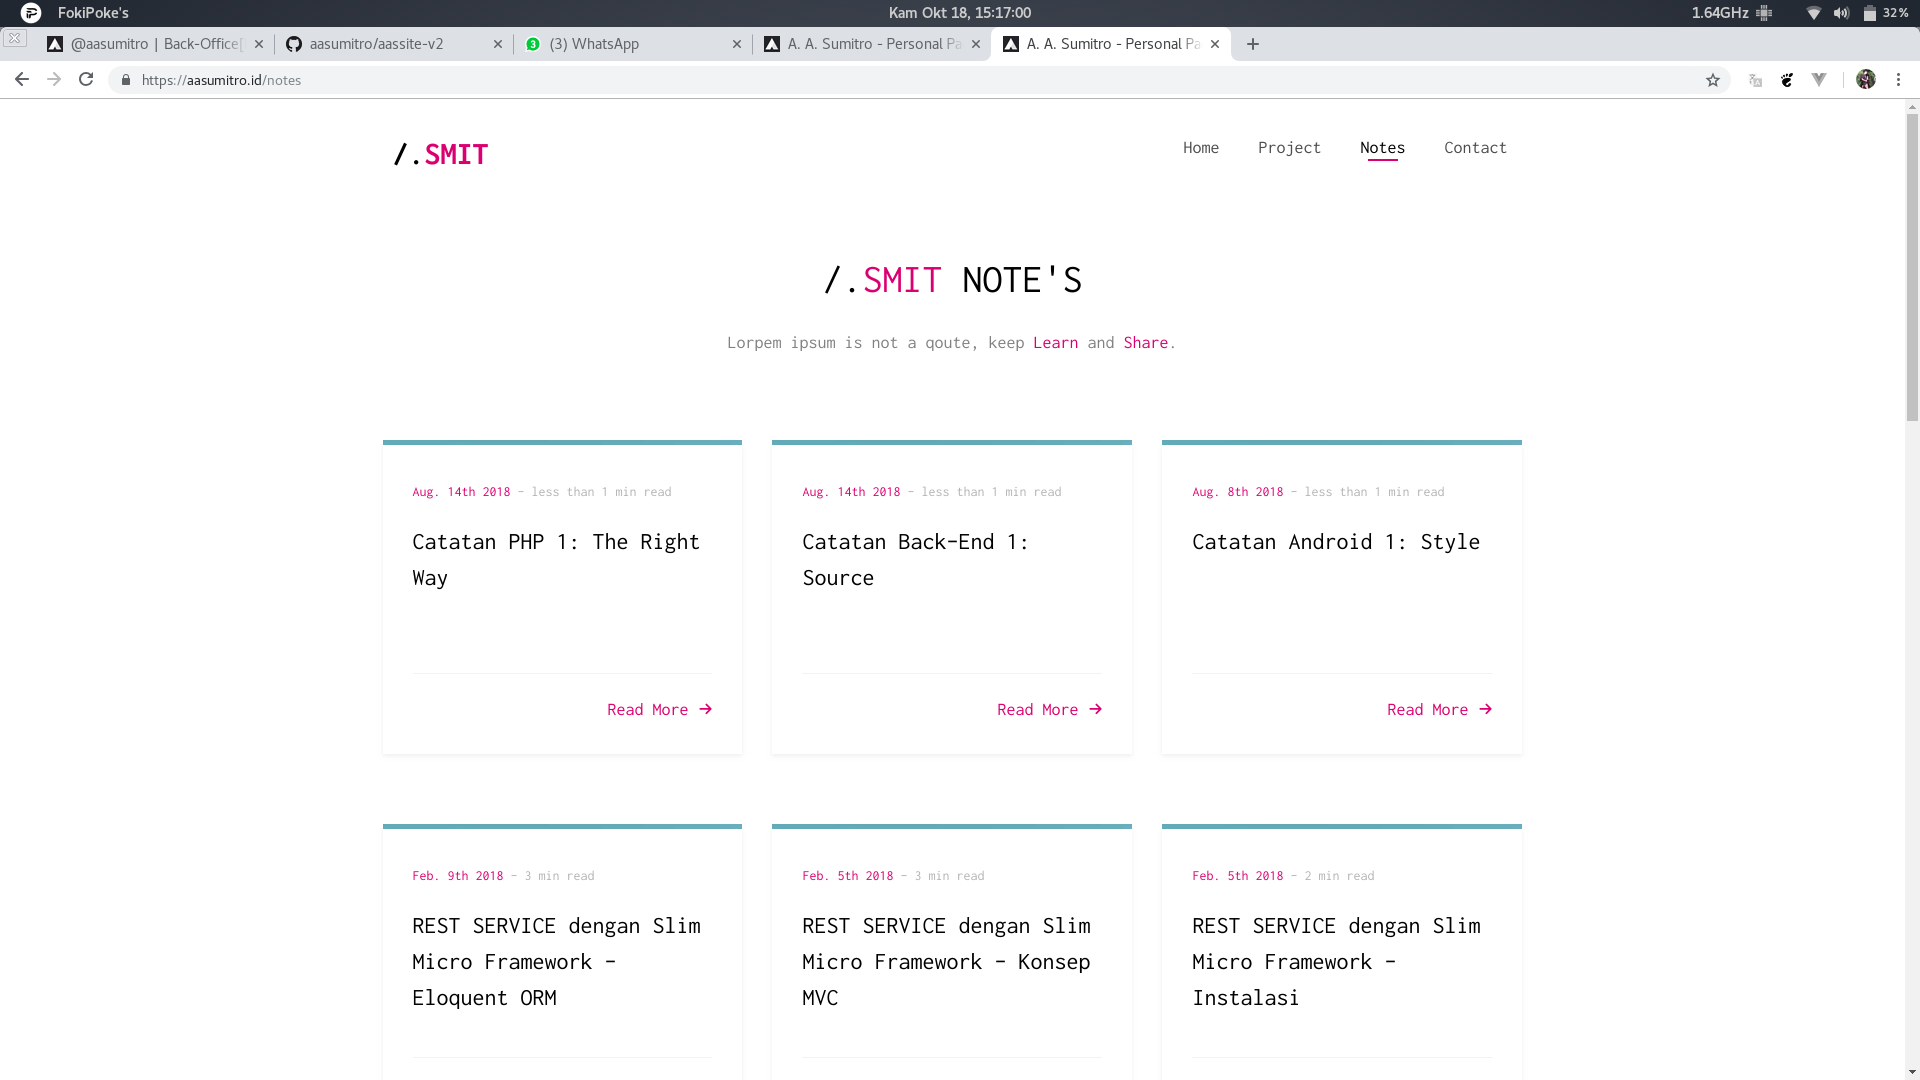 FokiPoke's
Kam Okt 18, 15:17:00
1.64GHz
32%
@aasumitro | Back-Office[
aasumitro/aassite-v2
(3) WhatsApp
A. A. Sumitro - Personal Pa
A. A. Sumitro - Personal Pa
https://aasumitro.id/notes
/.SMIT
Home
Project
Notes
Contact
/.SMIT NOTE'S
Lorpem ipsum is not a qoute, keep Learn and Share.
Aug. 14th 2018 - less than 1 min read
Catatan PHP 1: The Right
Way
Read More →
Aug. 14th 2018 - less than 1 min read
Catatan Back-End 1:
Source
Read More →
Aug. 8th 2018 - less than 1 min read
Catatan Android 1: Style
Read More →
Feb. 9th 2018 - 3 min read
REST SERVICE dengan Slim
Micro Framework -
Eloquent ORM
Feb. 5th 2018 - 3 min read
REST SERVICE dengan Slim
Micro Framework - Konsep
MVC
Feb. 5th 2018 - 2 min read
REST SERVICE dengan Slim
Micro Framework -
Instalasi